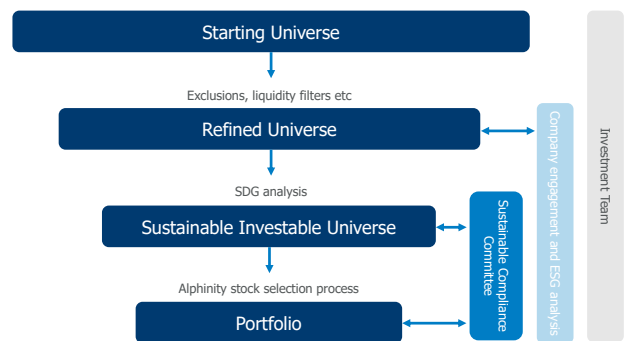 Starting Universe
Exclusions, liquidity filters etc
Refined Universe
SDG analysis
Sustainable Investable Universe
Alphinity stock selection process
Portfolio
Sustainable Compliance
Committee
Company engagement and ESG analysis
Investment Team